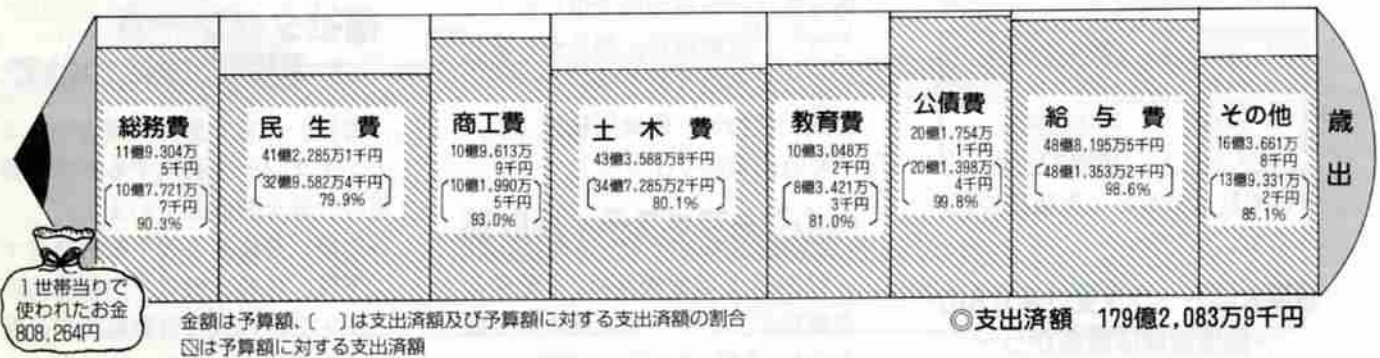 総務費
11億9,304万
5千円
〔10億7,721万
7千円〕
90.3%
民生費
41億2,285万1千円
〔32億9,582万4千円〕
79.9%
商工費
10億9,613万
9千円
〔10億1,990万
5千円〕
93.0%
土木費
43億3,588万8千円
〔34億7,285万2千円〕
80.1%
教育費
10億3,048万
2千円
〔8億3,421万
3千円〕
81.0%
公債費
20億1,754万
1千円
〔20億1,398万
4千円〕
99.8%
給与費
48億8,195万5千円
〔48億1,353万2千円〕
98.6%
その他
16億3,661万
8千円
〔13億9,331万
2千円〕
85.1%
歳出
1世帯当りで
使われたお金
808,264円
金額は予算額、〔 〕は支出済額及び予算額に対する支出済額の割合
▧は予算額に対する支出済額
◎支出済額 179億2,083万9千円